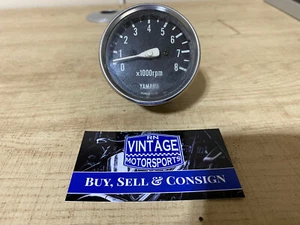 0 1 2 3 4 5 6 7 8
x1000rpm
YAMAHA
RN
VINTAGE
MOTORSPORTS
BUY, SELL & CONSIGN